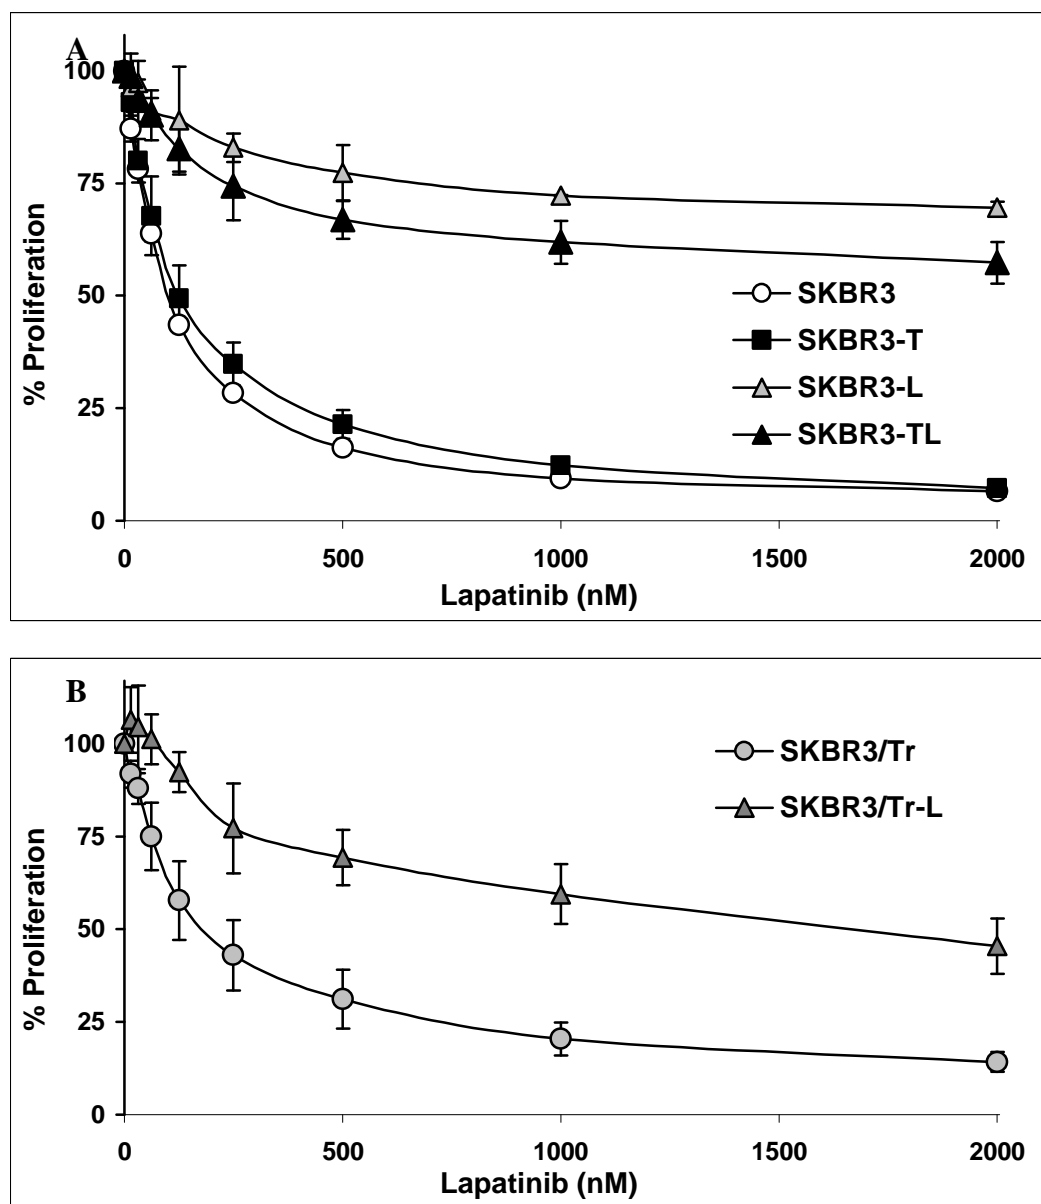 A
100
75
50
25
0
% Proliferation
0 500 1000 1500 2000
Lapatinib (nM)
SKBR3
SKBR3-T
SKBR3-L
SKBR3-TL
B
100
75
50
25
0
% Proliferation
0 500 1000 1500 2000
Lapatinib (nM)
SKBR3/Tr
SKBR3/Tr-L